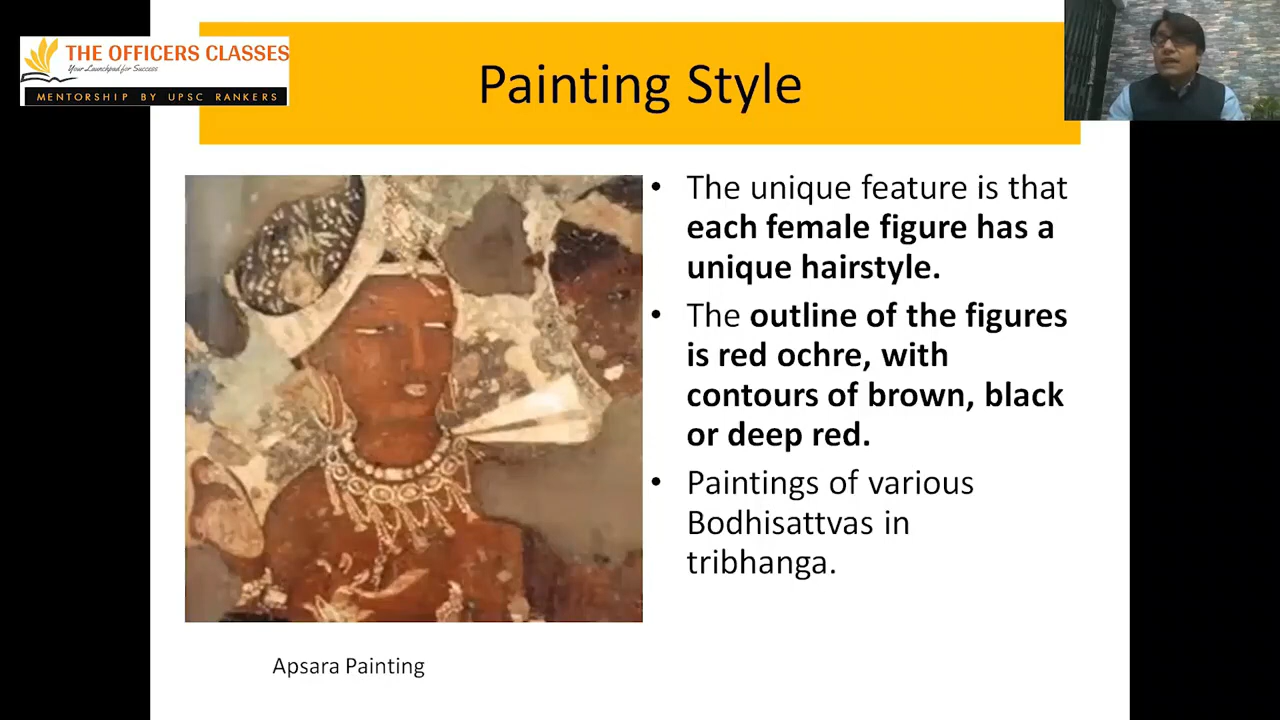 THE OFFICERS CLASSES
Your Launchpad for Success
MENTORSHIP BY UPSC RANKERS
Painting Style
• The unique feature is that
each female figure has a
unique hairstyle.
• The outline of the figures
is red ochre, with
contours of brown, black
or deep red.
• Paintings of various
Bodhisattvas in
tribhanga.
Apsara Painting